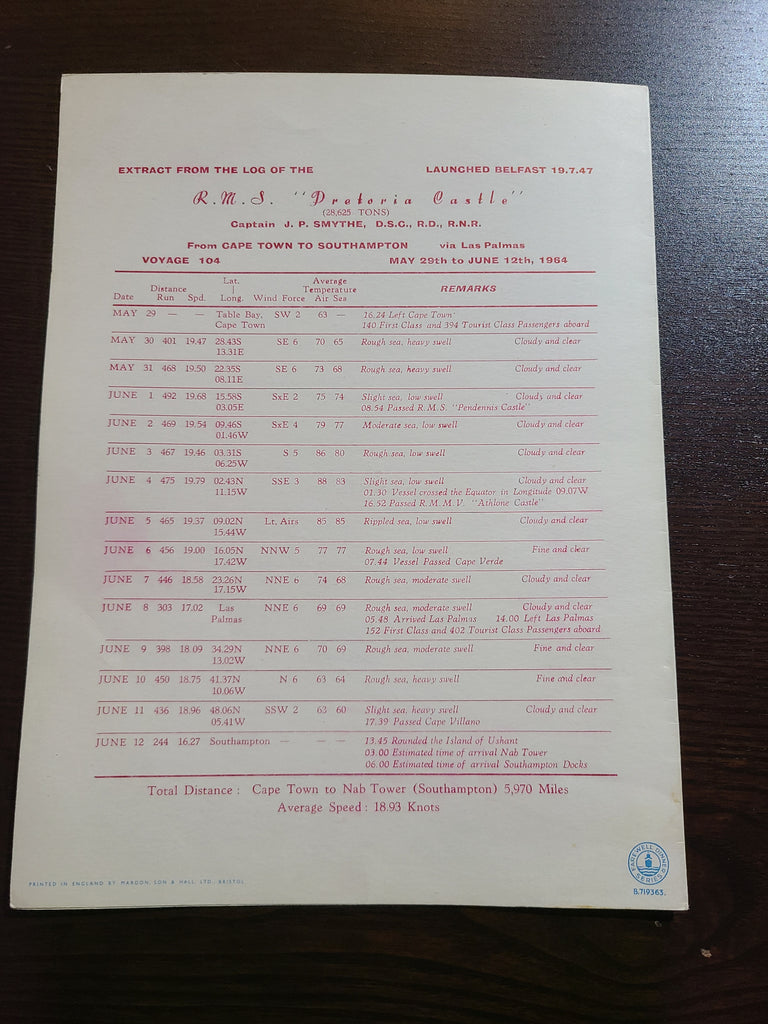 EXTRACT FROM THE LOG OF THE LAUNCHED BELFAST 19.7.47
R.M.S. "Pretoria Castle"
(28,625 TONS)
Captain J. P. SMYTHE, D.S.C., R.D., R.N.R.
From CAPE TOWN TO SOUTHAMPTON via Las Palmas
VOYAGE 104 MAY 29th to JUNE 12th, 1964
Date Distance Run Spd. Lat. | Long. Wind Force Average Temperature Air Sea REMARKS
MAY 29 — — Table Bay, SW 2 63 — 16.24 Left Cape Town
Cape Town 140 First Class and 394 Tourist Class Passengers aboard
MAY 30 401 19.47 28.43S SE 6 70 65 Rough sea, heavy swell Cloudy and clear
13.31E
MAY 31 468 19.50 22.35S SE 6 73 68 Rough sea, heavy swell Cloudy and clear
08.11E
JUNE 1 492 19.68 15.58S SxE 2 75 74 Slight sea, low swell Cloudy and clear
03.05E 08.54 Passed R.M.S. "Pendennis Castle"
JUNE 2 469 19.54 09.46S SxE 4 79 77 Moderate sea, low swell Cloudy and clear
01.46W
JUNE 3 467 19.46 03.31S S 5 86 80 Rough sea, low swell Cloudy and clear
06.25W
JUNE 4 475 19.79 02.43N SSE 3 88 83 Slight sea, low swell Cloudy and clear
11.15W 01.30 Vessel crossed the Equator in Longitude 09.07W
16.52 Passed R.M.M.V. "Athlone Castle"
JUNE 5 465 19.37 09.02N Lt. Airs 85 85 Rippled sea, low swell Cloudy and clear
15.44W
JUNE 6 456 19.00 16.05N NNW 5 77 77 Rough sea, low swell Fine and clear
17.42W 07.44 Vessel Passed Cape Verde
JUNE 7 446 18.58 23.26N NNE 6 74 68 Rough sea, moderate swell Cloudy and clear
17.15W
JUNE 8 303 17.02 Las NNE 6 69 69 Rough sea, moderate swell Cloudy and clear
Palmas 05.48 Arrived Las Palmas 14.00 Left Las Palmas
152 First Class and 402 Tourist Class Passengers aboard
JUNE 9 398 18.09 34.29N NNE 6 70 69 Rough sea, moderate swell Fine and clear
13.02W
JUNE 10 450 18.75 41.37N N 6 63 64 Rough sea, heavy swell Fine and clear
10.06W
JUNE 11 436 18.96 48.06N SSW 2 63 60 Slight sea, heavy swell Cloudy and clear
05.41W 17.39 Passed Cape Villano
JUNE 12 244 16.27 Southampton — — — 13.45 Rounded the Island of Ushant
03.00 Estimated time of arrival Nab Tower
06.00 Estimated time of arrival Southampton Docks
Total Distance : Cape Town to Nab Tower (Southampton) 5,970 Miles
Average Speed : 18.93 Knots
FAREWELL DINNER SERIES
PRINTED IN ENGLAND BY MARDON, SON & HALL, LTD., BRISTOL
B.719363.